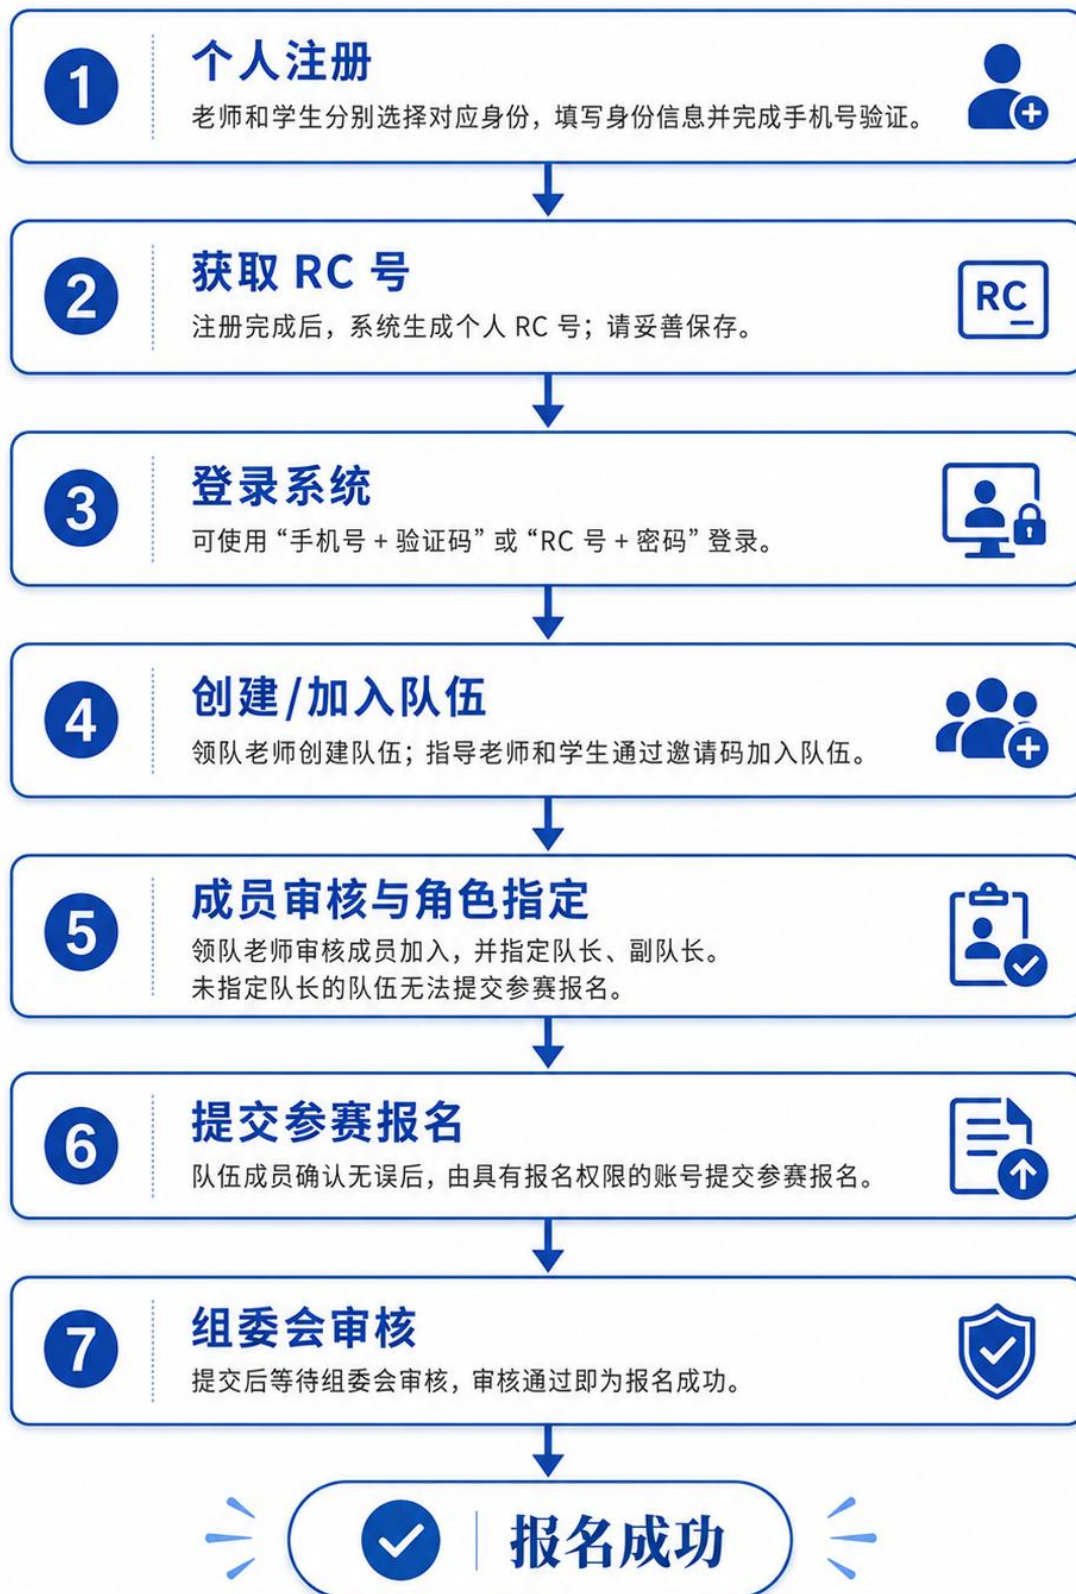 1
个人注册
老师和学生分别选择对应身份，填写身份信息并完成手机号验证。
2
获取 RC 号
注册完成后，系统生成个人 RC 号；请妥善保存。
RC
3
登录系统
可使用“手机号 + 验证码”或“RC 号 + 密码”登录。
4
创建/加入队伍
领队老师创建队伍；指导老师和学生通过邀请码加入队伍。
5
成员审核与角色指定
领队老师审核成员加入，并指定队长、副队长。
未指定队长的队伍无法提交参赛报名。
6
提交参赛报名
队伍成员确认无误后，由具有报名权限的账号提交参赛报名。
7
组委会审核
提交后等待组委会审核，审核通过即为报名成功。
报名成功